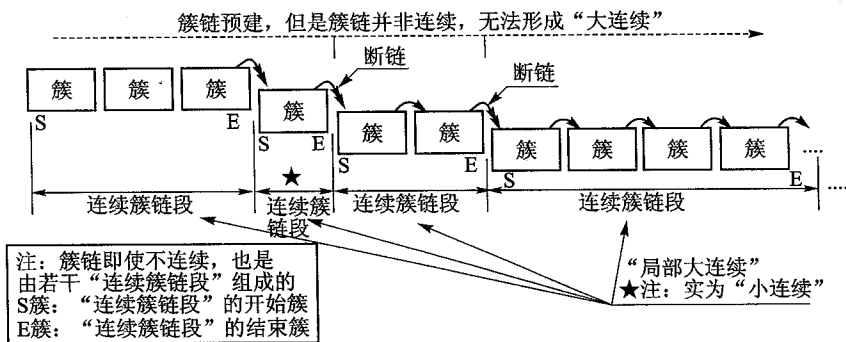 簇链预建，但是簇链并非连续，无法形成“大连续”
断链
断链
簇 簇 簇 簇 簇 簇 簇 簇 簇 簇
S E S E S E S E
★
连续簇链段 连续簇 连续簇链段 连续簇链段
链段
....
....
注：簇链即使不连续，也是
由若干“连续簇链段”组成的
S簇：“连续簇链段”的开始簇
E簇：“连续簇链段”的结束簇
“局部大连续”
★注：实为“小连续”